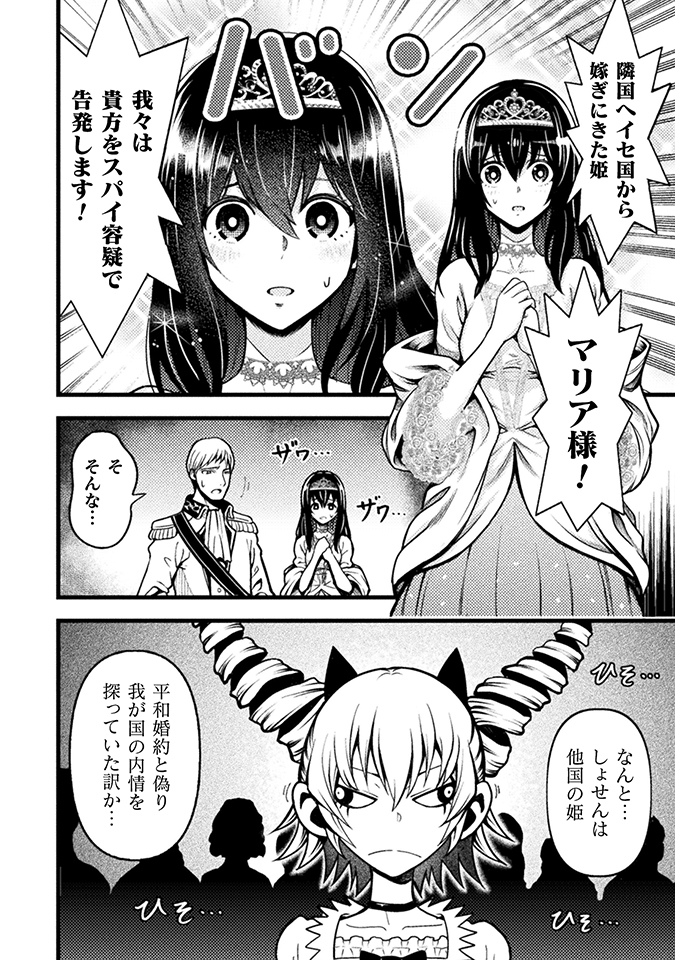 隣国ヘイセ国から
嫁ぎにきた姫
マリア様!
バン
我々は
貴方をスパイ容疑で
告発します!
ザワ…
ザワ…
そ
そんな…
ひそ…
なんと…
しょせんは
他国の姫
平和婚約と偽り
我が国の内情を
探っていた訳か…
ひそ…
ひそ…